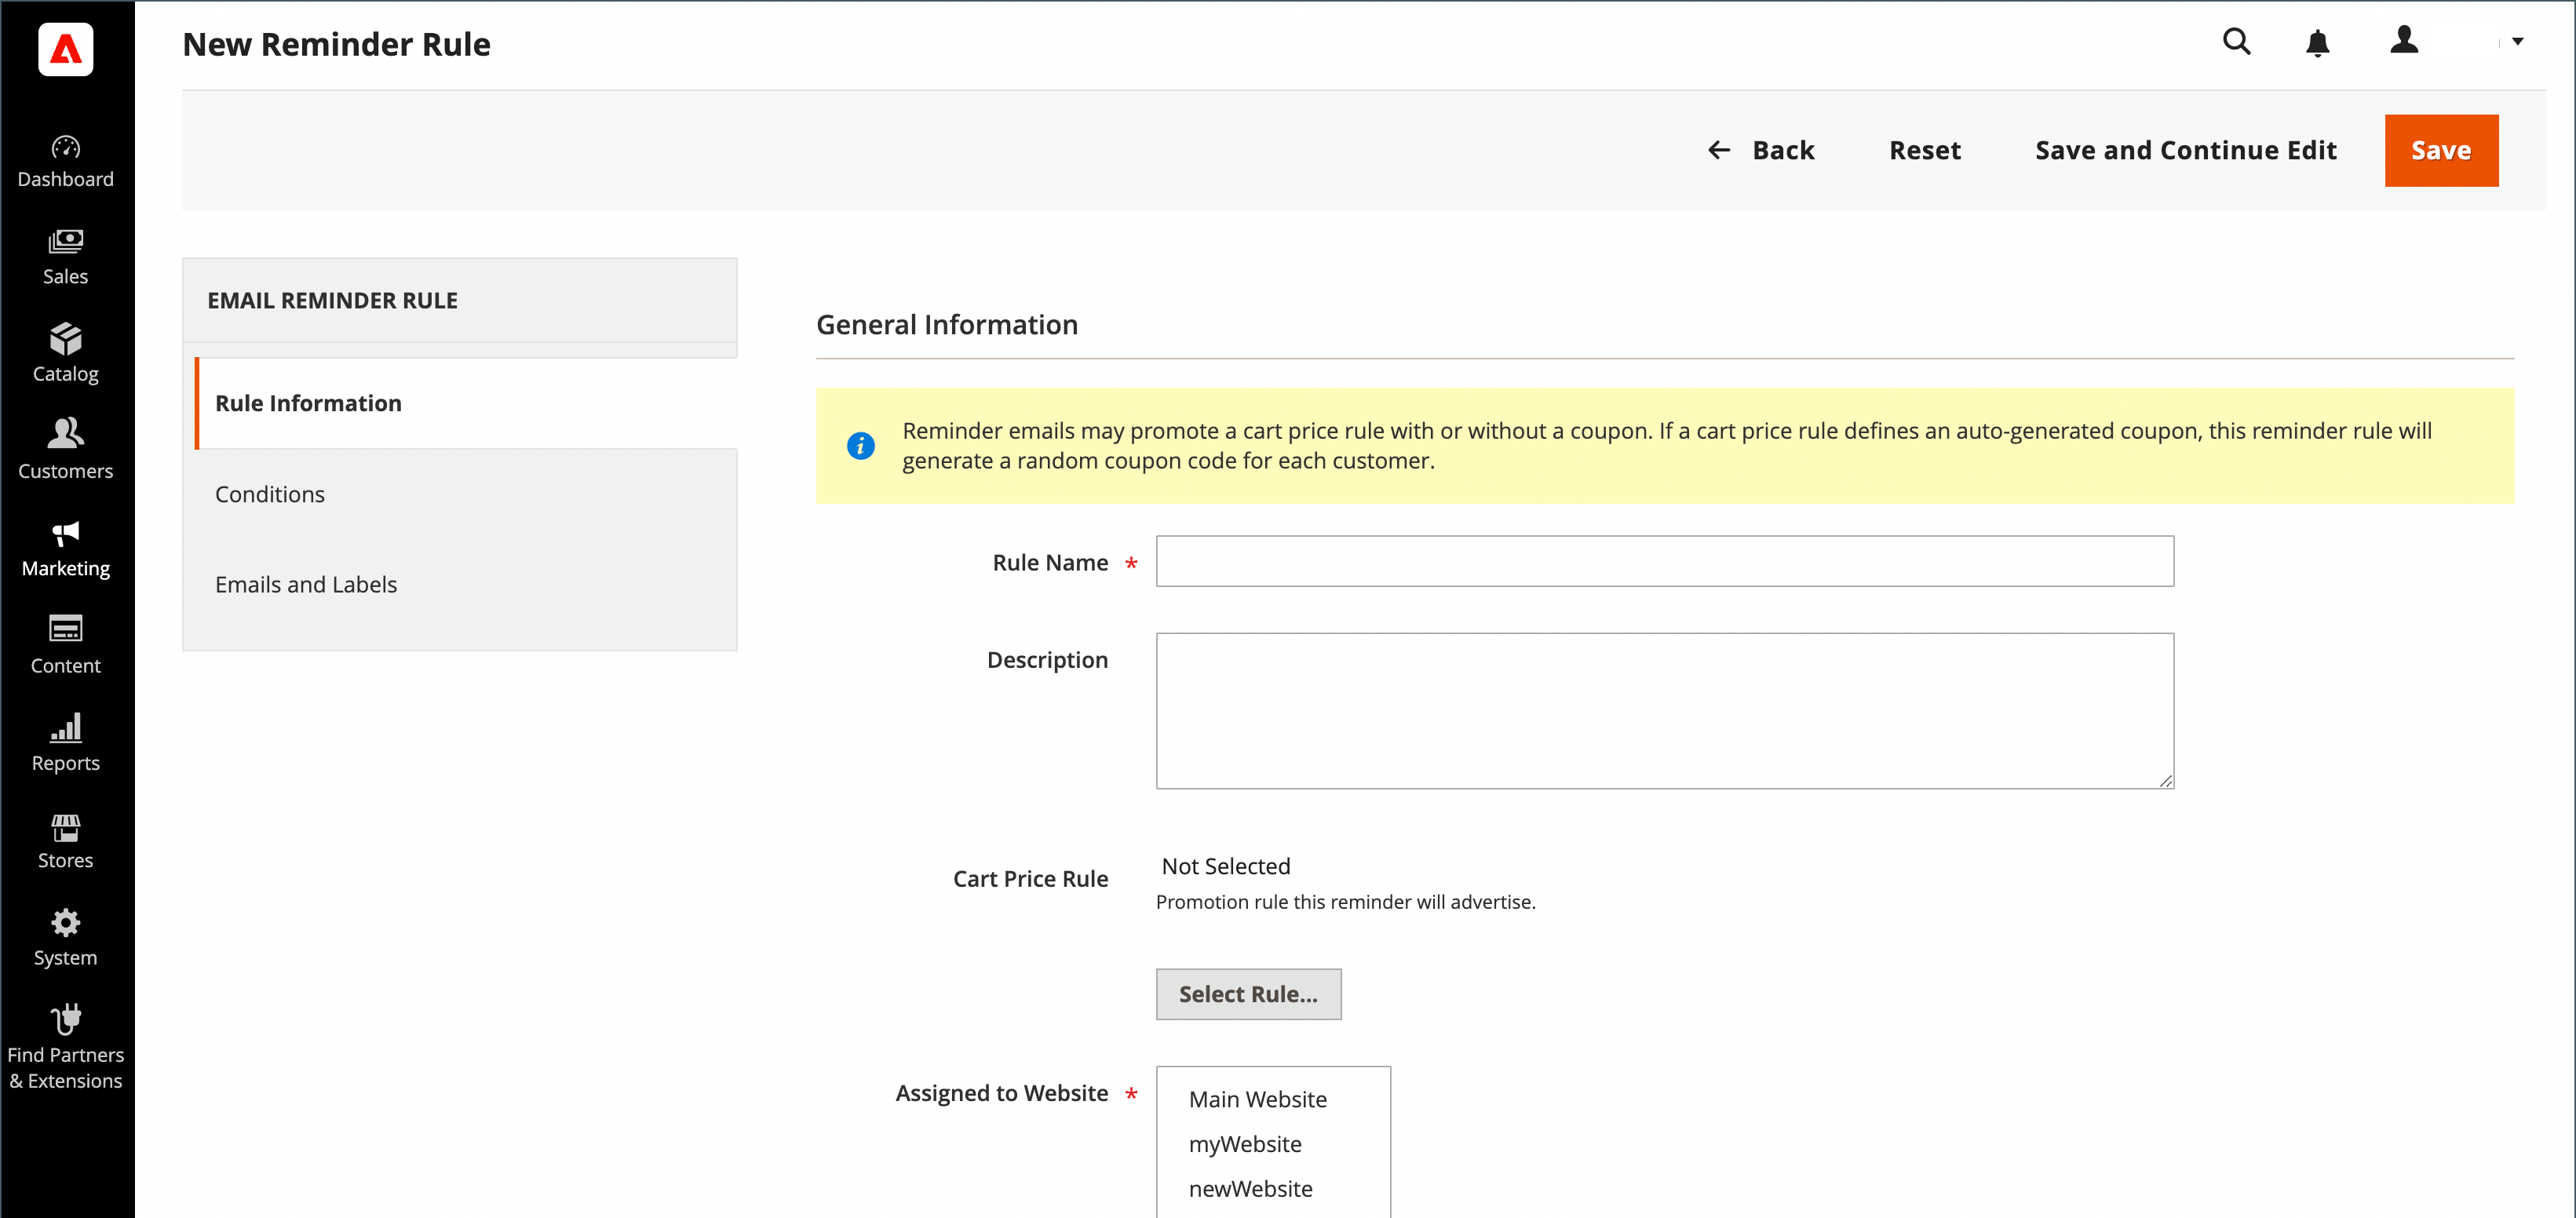 New Reminder Rule
Back
Reset
Save and Continue Edit
Save
Dashboard
Sales
Catalog
Customers
Marketing
Content
Reports
Stores
System
Find Partners
& Extensions
EMAIL REMINDER RULE
Rule Information
Conditions
Emails and Labels
General Information
Reminder emails may promote a cart price rule with or without a coupon. If a cart price rule defines an auto-generated coupon, this reminder rule will
generate a random coupon code for each customer.
Rule Name *
Description
Cart Price Rule
Not Selected
Promotion rule this reminder will advertise.
Select Rule...
Assigned to Website *
Main Website
myWebsite
newWebsite